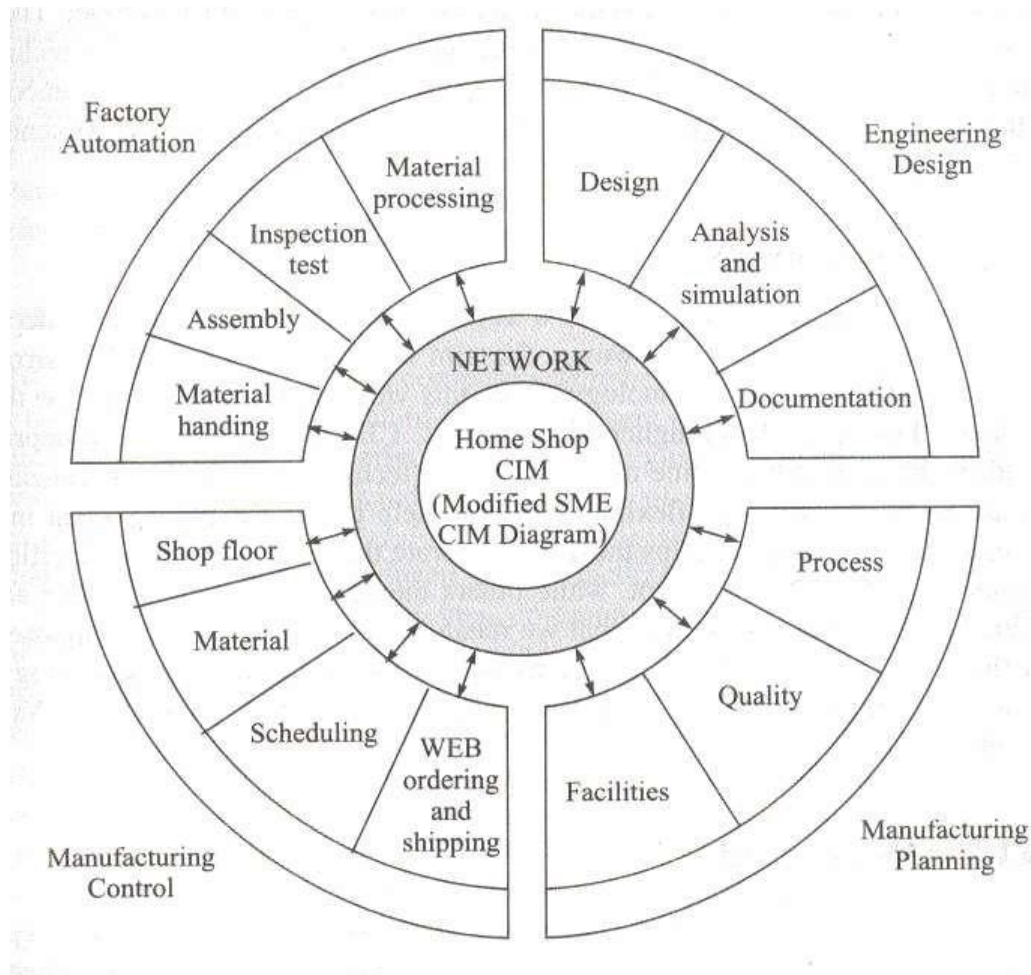 Factory
Automation
Material
processing
Inspection
test
Assembly
Material
handing
Engineering
Design
Design
Analysis
and
simulation
Documentation
NETWORK
Home Shop
CIM
(Modified SME
CIM Diagram)
Shop floor
Material
Scheduling
WEB
ordering
and
shipping
Manufacturing
Control
Process
Quality
Facilities
Manufacturing
Planning